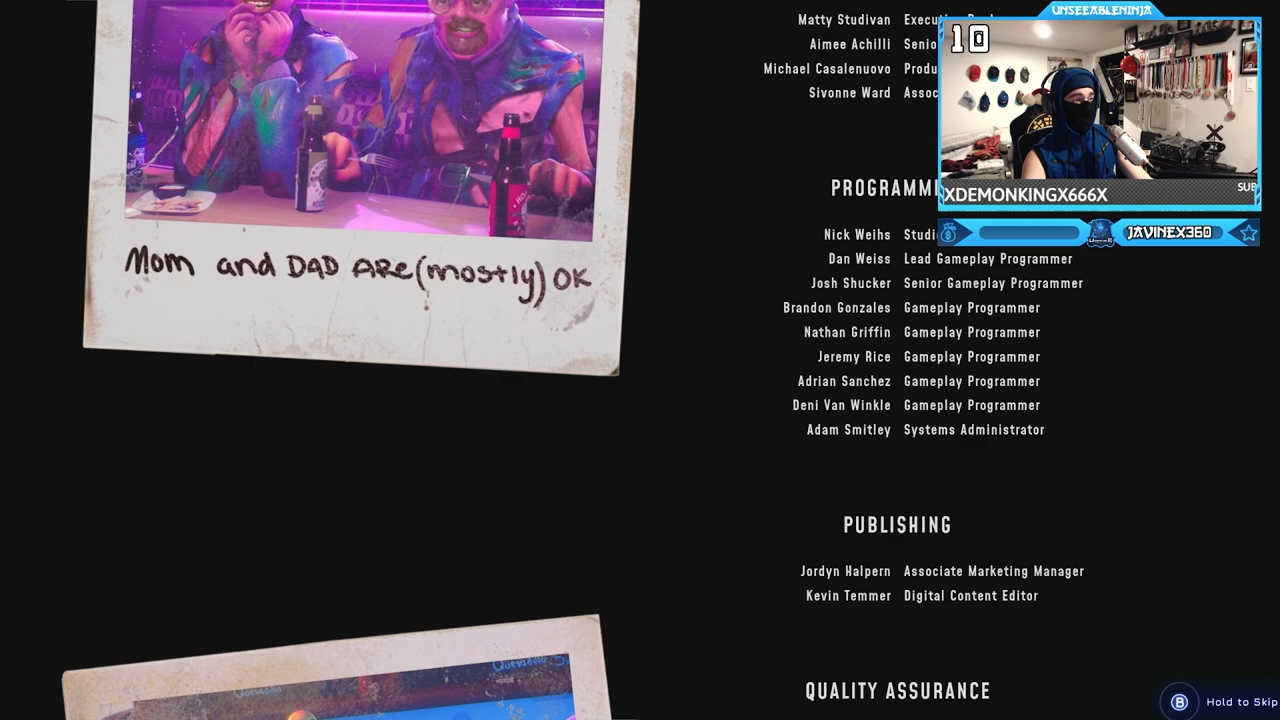 Matty Studivan
Aimee Achilli
Michael Casalenuovo
Sivonne Ward
UNSEEABLENINJA
10
XDEMONKINGX666X
SUB
JAVINEX360
Mom and DAD ARe (mostly) OK
Nick Weihs
Dan Weiss Lead Gameplay Programmer
Josh Shucker Senior Gameplay Programmer
Brandon Gonzales Gameplay Programmer
Nathan Griffin Gameplay Programmer
Jeremy Rice Gameplay Programmer
Adrian Sanchez Gameplay Programmer
Deni Van Winkle Gameplay Programmer
Adam Smitley Systems Administrator
PUBLISHING
Jordyn Halpern Associate Marketing Manager
Kevin Temmer Digital Content Editor
Quesadilla
QUALITY ASSURANCE
B Hold to Skip